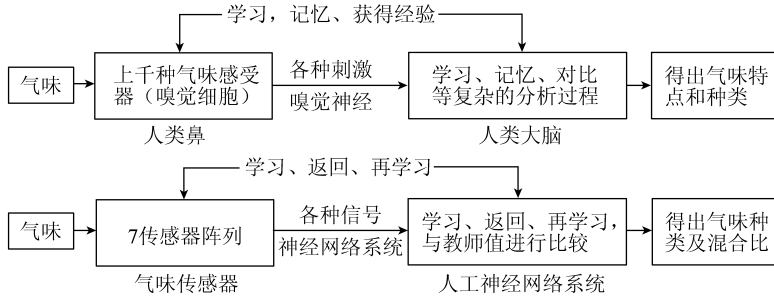 学习，记忆、获得经验
气味
上千种气味感受
器（嗅觉细胞）
各种刺激
嗅觉神经
学习、记忆、对比
等复杂的分析过程
得出气味特
点和种类
人类鼻
人类大脑
学习、返回、再学习
气味
7传感器阵列
各种信号
神经网络系统
学习、返回、再学习，
与教师值进行比较
得出气味种
类及混合比
气味传感器
人工神经网络系统